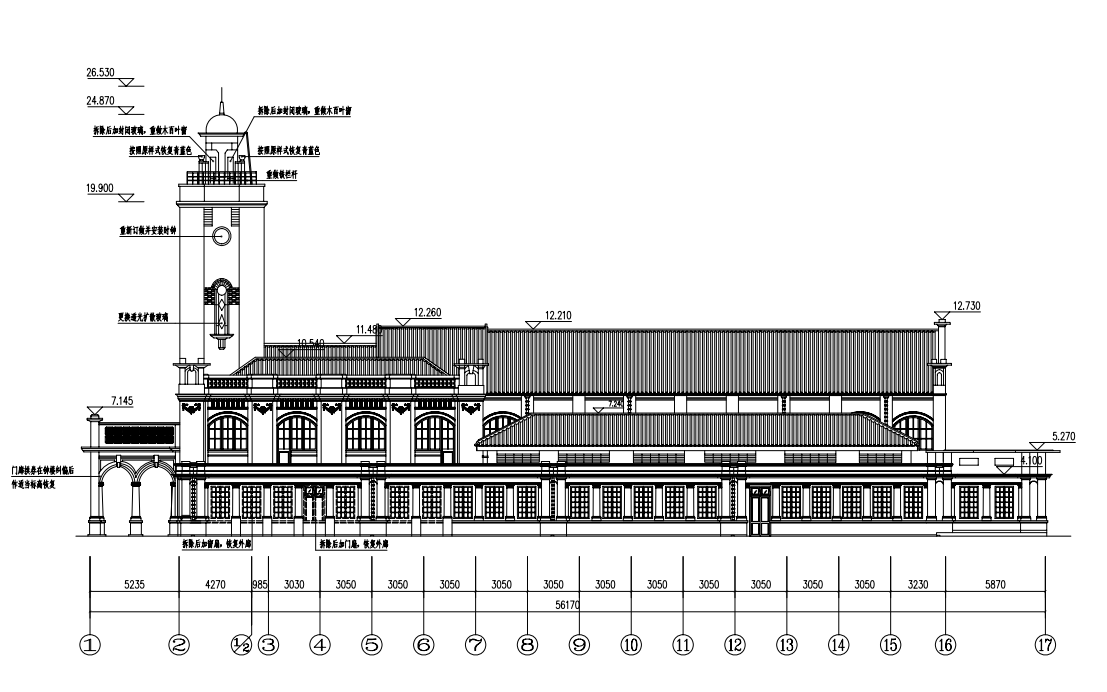 26.530
24.870
拆除后加封闭玻璃，重做木百叶窗
拆除后加封闭玻璃，重做木百叶窗
按照原样式恢复青蓝色
按照原样式恢复青蓝色
重做铁栏杆
19.900
重新订做并安装时钟
更换透光扩散玻璃
12.260
12.210
12.730
11.480
10.540
7.145
7.240
5.270
4.100
门廊拱券在钟楼纠偏后
作适当标高恢复
拆除后加窗扇，恢复外廊
拆除后加门扇，恢复外廊
5235 4270 985 3030 3050 3050 3050 3050 3050 3050 3050 3050 3050 3050 3050 3230 5870
56170
1 2 1/2 3 4 5 6 7 8 9 10 11 12 13 14 15 16 17